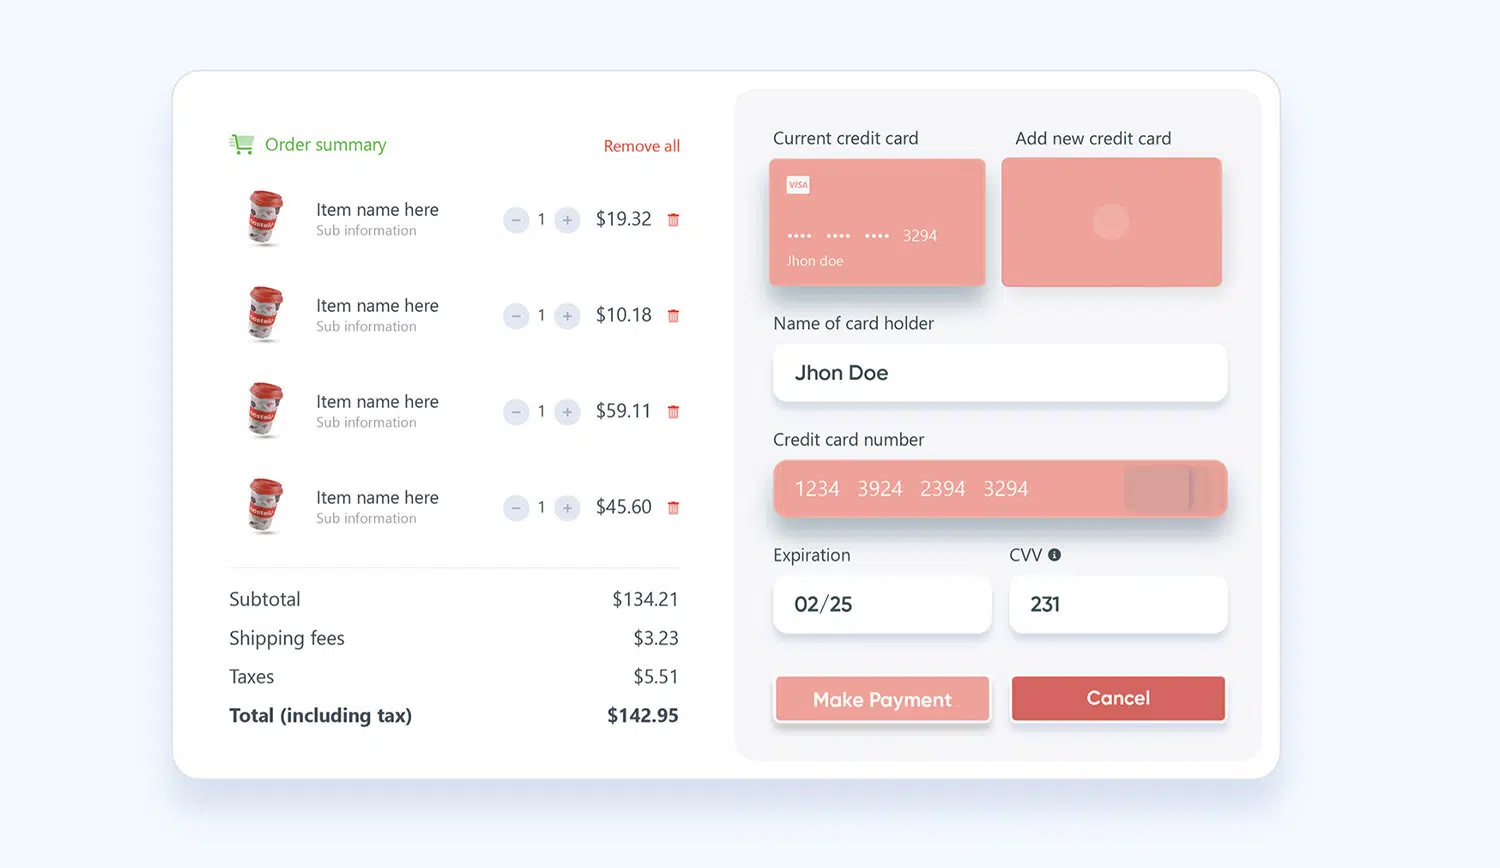 Order summary
Remove all
Item name here
Sub information
− 1 + $19.32
Item name here
Sub information
− 1 + $10.18
Item name here
Sub information
− 1 + $59.11
Item name here
Sub information
− 1 + $45.60
Subtotal $134.21
Shipping fees $3.23
Taxes $5.51
Total (including tax) $142.95
Current credit card
VISA
•••• •••• •••• 3294
Jhon doe
Add new credit card
Name of card holder
Jhon Doe
Credit card number
1234 3924 2394 3294
Expiration
02/25
CVV
231
Make Payment
Cancel